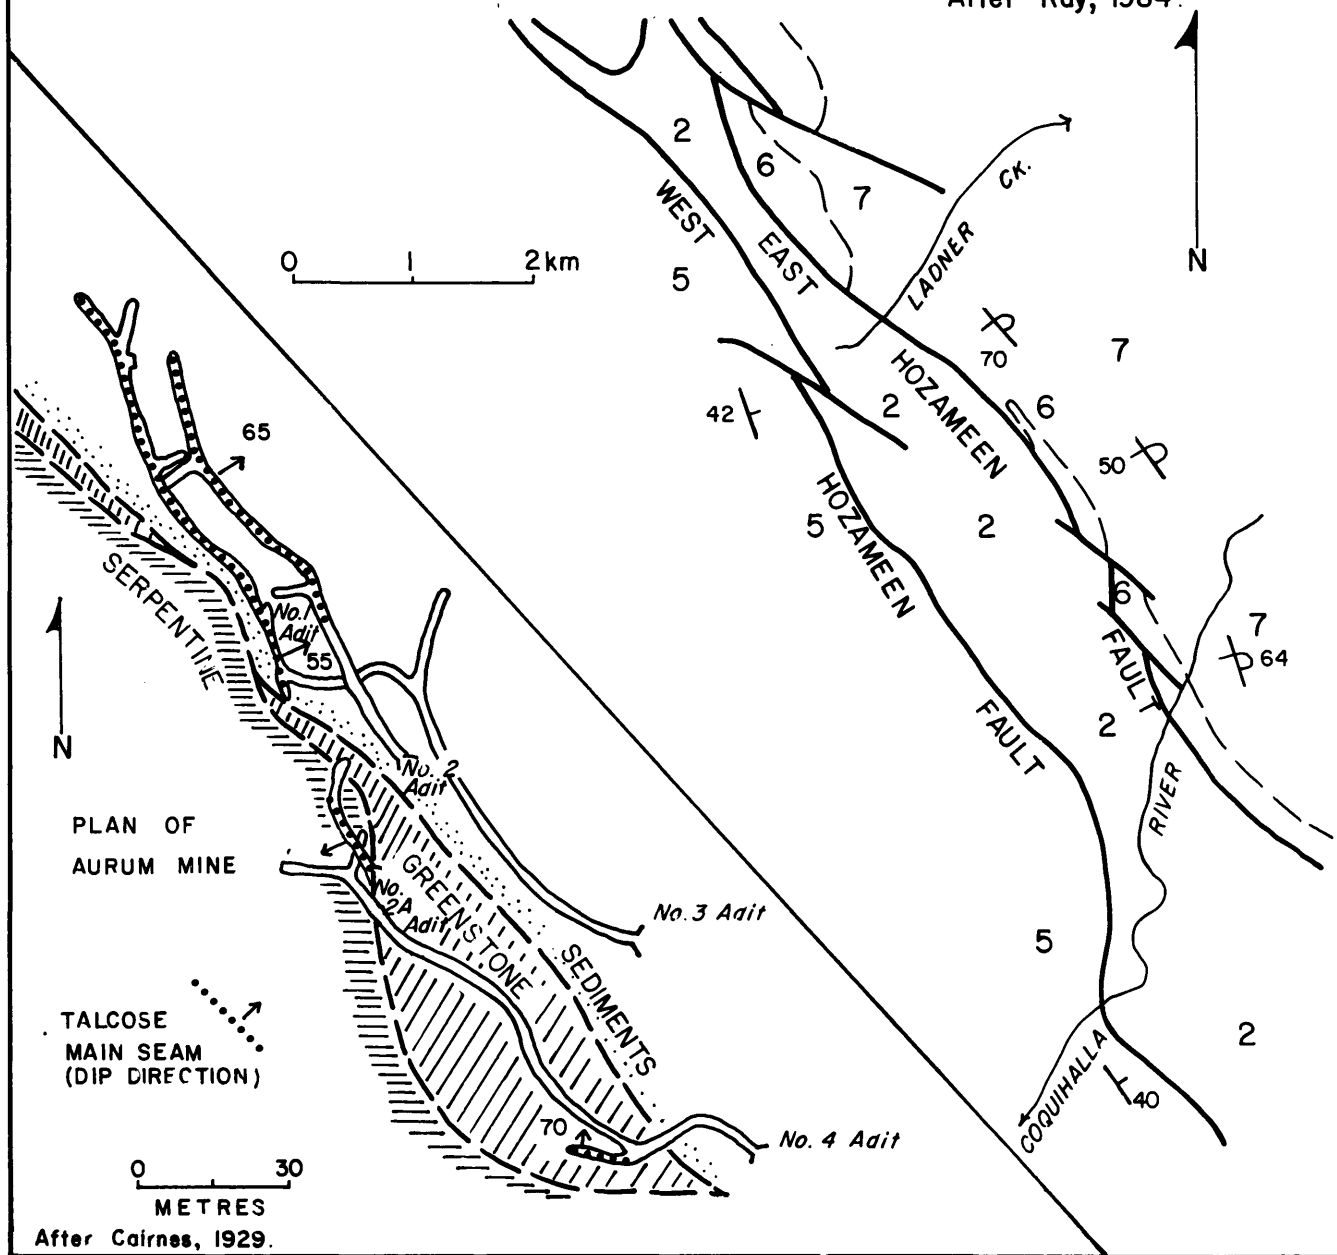 After Ray, 1984.
2
6
7
WEST
EAST
LADNER CK.
N
0 1 2 km
5
HOZAMEEN
70
7
6
42
2
65
50
5
HOZAMEEN
2
SERPENTINE
No. 1
Adit
55
6
7
FAULT
64
FAULT
2
N
No. 2
Adit
RIVER
PLAN OF
AURUM MINE
GREENSTONE
No.
2A
Adit
No. 3 Adit
5
SEDIMENTS
TALCOSE
MAIN SEAM
(DIP DIRECTION)
2
COQUIHALLA
40
70
No. 4 Adit
0 30
METRES
After Cairnes, 1929.